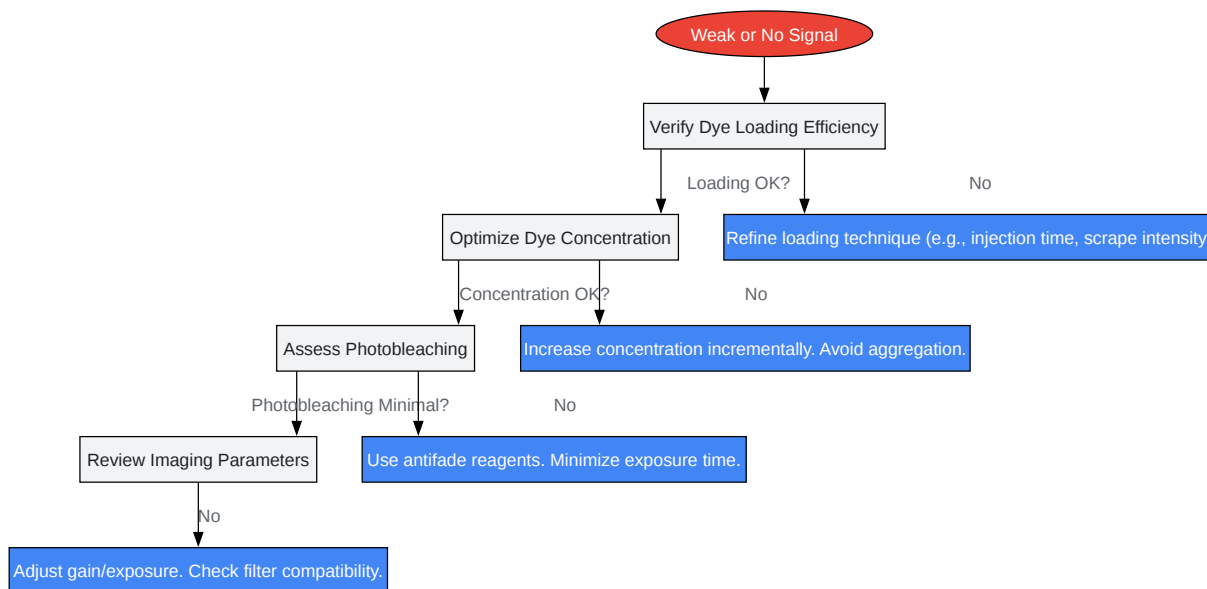 Weak or No Signal
Verify Dye Loading Efficiency
Loading OK?
No
Optimize Dye Concentration
Refine loading technique (e.g., injection time, scrape intensity
Concentration OK?
No
Assess Photobleaching
Increase concentration incrementally. Avoid aggregation.
Photobleaching Minimal?
No
Review Imaging Parameters
Use antifade reagents. Minimize exposure time.
No
Adjust gain/exposure. Check filter compatibility.